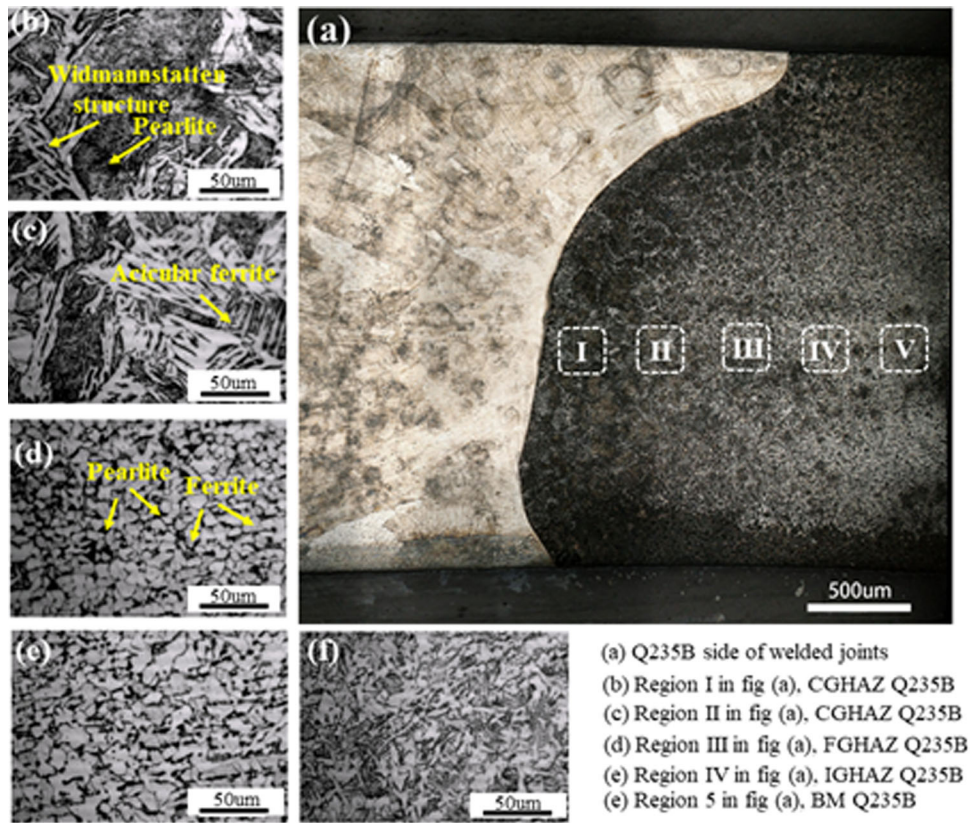 (b)
Widmannstatten
structure
Pearlite
50um
(c)
Acicular ferrite
50um
(d)
Pearlite
Ferrite
50um
(e)
50um
(f)
50um
(a)
I II III IV V
500um
(a) Q235B side of welded joints
(b) Region I in fig (a), CGHAZ Q235B
(c) Region II in fig (a), CGHAZ Q235B
(d) Region III in fig (a), FGHAZ Q235B
(e) Region IV in fig (a), IGHAZ Q235B
(e) Region 5 in fig (a), BM Q235B